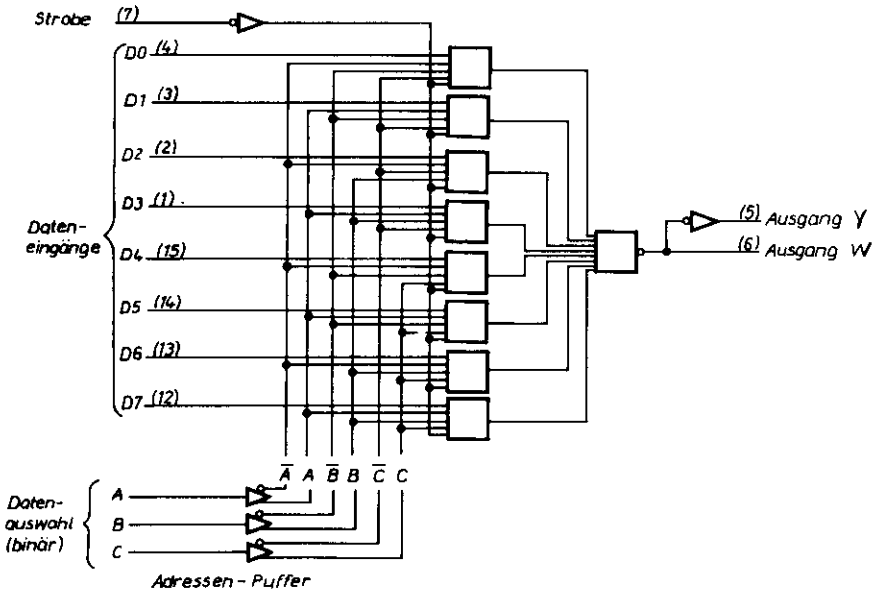 Strobe (7)
D0 (4)
D1 (3)
D2 (2)
D3 (1)
Daten-
eingänge
D4 (15)
D5 (14)
D6 (13)
D7 (12)
(5) Ausgang Y
(6) Ausgang W
A A B B C C
Daten-
auswahl
(binär)
A
B
C
Adressen-Puffer